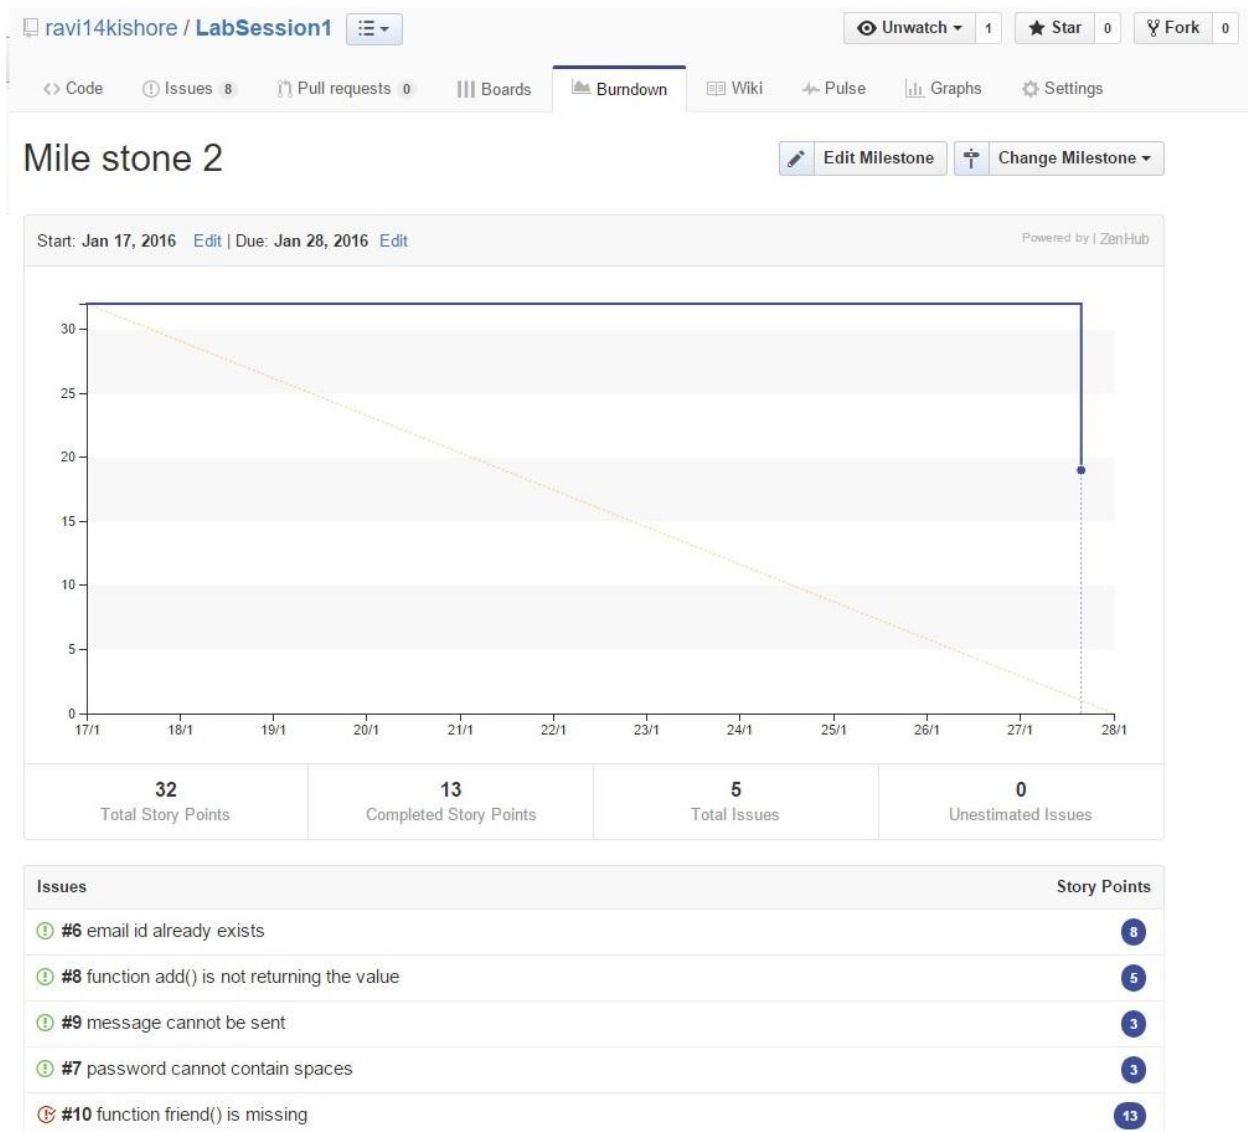 ravi14kishore / LabSession1 Unwatch 1 Star 0 Fork 0
Code Issues 8 Pull requests 0 Boards Burndown Wiki Pulse Graphs Settings
Mile stone 2 Edit Milestone Change Milestone
Start: Jan 17, 2016 Edit | Due: Jan 28, 2016 Edit Powered by | ZenHub
30
25
20
15
10
5
0
17/1 18/1 19/1 20/1 21/1 22/1 23/1 24/1 25/1 26/1 27/1 28/1
32 13 5 0
Total Story Points Completed Story Points Total Issues Unestimated Issues
Issues Story Points
#6 email id already exists 8
#8 function add() is not returning the value 5
#9 message cannot be sent 3
#7 password cannot contain spaces 3
#10 function friend() is missing 13